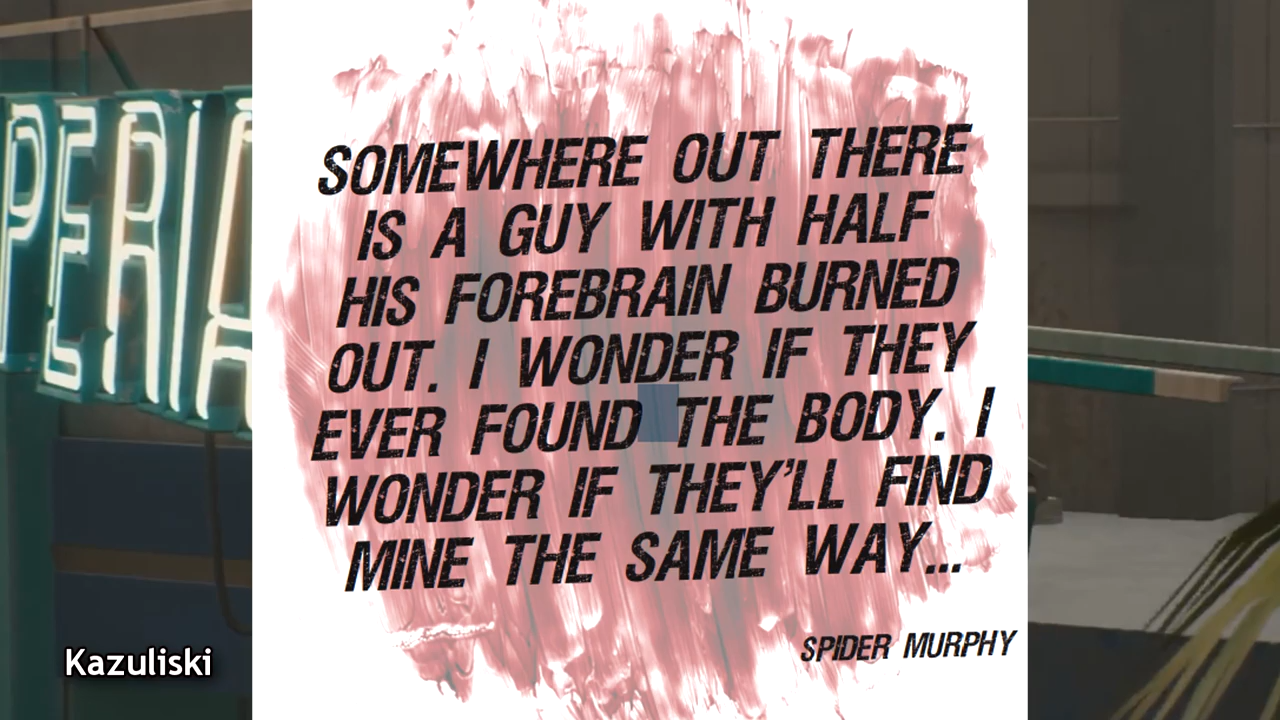 PERIA
SOMEWHERE OUT THERE
IS A GUY WITH HALF
HIS FOREBRAIN BURNED
OUT. I WONDER IF THEY
EVER FOUND THE BODY. I
WONDER IF THEY'LL FIND
MINE THE SAME WAY...
SPIDER MURPHY
Kazuliski